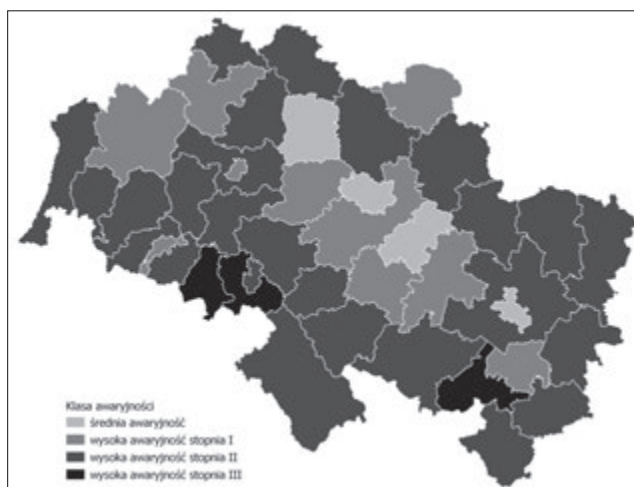 Klasa awaryjności
średnia awaryjność
wysoka awaryjność stopnia I
wysoka awaryjność stopnia II
wysoka awaryjność stopnia III